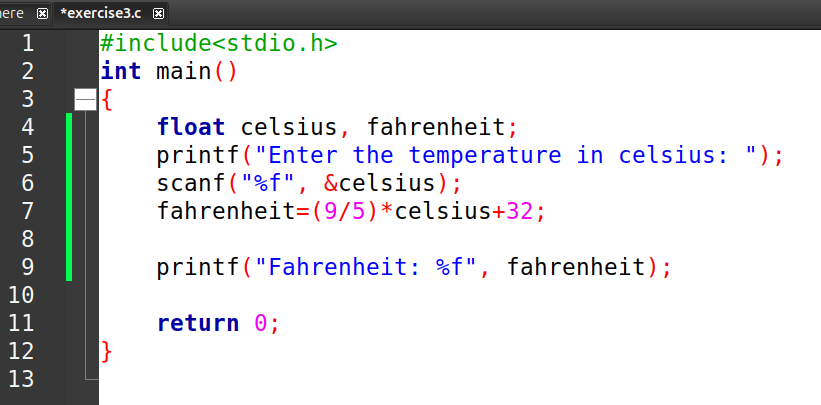 ere *exercise3.c
1 #include<stdio.h>
2 int main()
3 {
4 float celsius, fahrenheit;
5 printf("Enter the temperature in celsius: ");
6 scanf("%f", &celsius);
7 fahrenheit=(9/5)*celsius+32;
8
9 printf("Fahrenheit: %f", fahrenheit);
10
11 return 0;
12 }
13